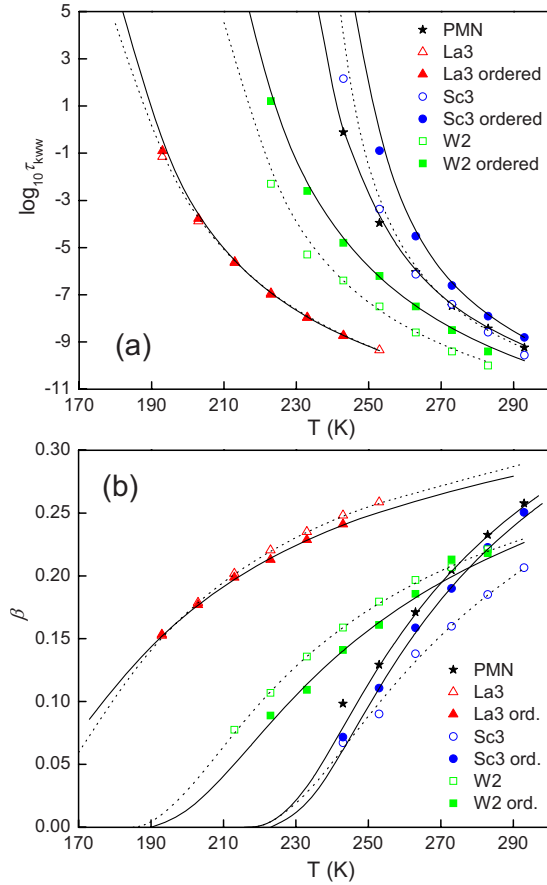 5
3
1
-1
-3
-5
-7
-9
-11
log10 τkww
PMN
La3
La3 ordered
Sc3
Sc3 ordered
W2
W2 ordered
(a)
170 190 210 230 250 270 290
T (K)
0.30
0.25
0.20
0.15
0.10
0.05
0.00
β
(b)
PMN
La3
La3 ord.
Sc3
Sc3 ord.
W2
W2 ord.
170 190 210 230 250 270 290
T (K)